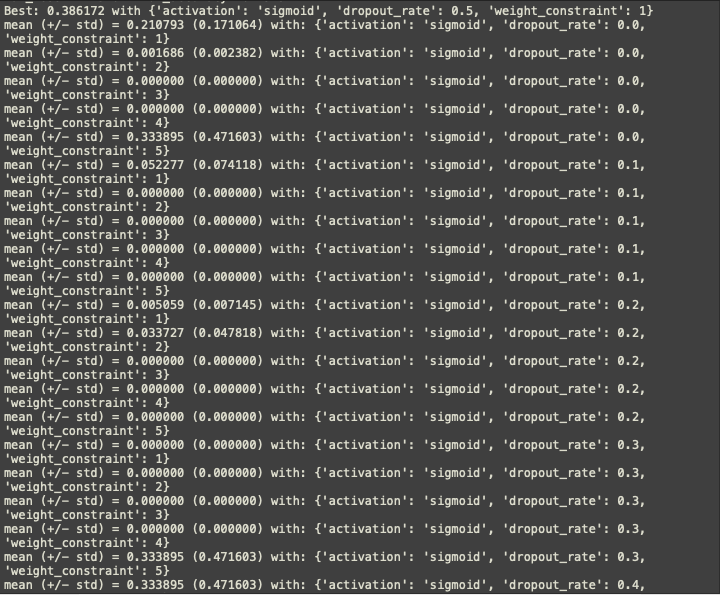 Best: 0.386172 with {'activation': 'sigmoid', 'dropout_rate': 0.5, 'weight_constraint': 1}
mean (+/- std) = 0.210793 (0.171064) with: {'activation': 'sigmoid', 'dropout_rate': 0.0,
'weight_constraint': 1}
mean (+/- std) = 0.001686 (0.002382) with: {'activation': 'sigmoid', 'dropout_rate': 0.0,
'weight_constraint': 2}
mean (+/- std) = 0.000000 (0.000000) with: {'activation': 'sigmoid', 'dropout_rate': 0.0,
'weight_constraint': 3}
mean (+/- std) = 0.000000 (0.000000) with: {'activation': 'sigmoid', 'dropout_rate': 0.0,
'weight_constraint': 4}
mean (+/- std) = 0.333895 (0.471603) with: {'activation': 'sigmoid', 'dropout_rate': 0.0,
'weight_constraint': 5}
mean (+/- std) = 0.052277 (0.074118) with: {'activation': 'sigmoid', 'dropout_rate': 0.1,
'weight_constraint': 1}
mean (+/- std) = 0.000000 (0.000000) with: {'activation': 'sigmoid', 'dropout_rate': 0.1,
'weight_constraint': 2}
mean (+/- std) = 0.000000 (0.000000) with: {'activation': 'sigmoid', 'dropout_rate': 0.1,
'weight_constraint': 3}
mean (+/- std) = 0.000000 (0.000000) with: {'activation': 'sigmoid', 'dropout_rate': 0.1,
'weight_constraint': 4}
mean (+/- std) = 0.000000 (0.000000) with: {'activation': 'sigmoid', 'dropout_rate': 0.1,
'weight_constraint': 5}
mean (+/- std) = 0.005059 (0.007145) with: {'activation': 'sigmoid', 'dropout_rate': 0.2,
'weight_constraint': 1}
mean (+/- std) = 0.033727 (0.047818) with: {'activation': 'sigmoid', 'dropout_rate': 0.2,
'weight_constraint': 2}
mean (+/- std) = 0.000000 (0.000000) with: {'activation': 'sigmoid', 'dropout_rate': 0.2,
'weight_constraint': 3}
mean (+/- std) = 0.000000 (0.000000) with: {'activation': 'sigmoid', 'dropout_rate': 0.2,
'weight_constraint': 4}
mean (+/- std) = 0.000000 (0.000000) with: {'activation': 'sigmoid', 'dropout_rate': 0.2,
'weight_constraint': 5}
mean (+/- std) = 0.000000 (0.000000) with: {'activation': 'sigmoid', 'dropout_rate': 0.3,
'weight_constraint': 1}
mean (+/- std) = 0.000000 (0.000000) with: {'activation': 'sigmoid', 'dropout_rate': 0.3,
'weight_constraint': 2}
mean (+/- std) = 0.000000 (0.000000) with: {'activation': 'sigmoid', 'dropout_rate': 0.3,
'weight_constraint': 3}
mean (+/- std) = 0.000000 (0.000000) with: {'activation': 'sigmoid', 'dropout_rate': 0.3,
'weight_constraint': 4}
mean (+/- std) = 0.333895 (0.471603) with: {'activation': 'sigmoid', 'dropout_rate': 0.3,
'weight_constraint': 5}
mean (+/- std) = 0.333895 (0.471603) with: {'activation': 'sigmoid', 'dropout_rate': 0.4,